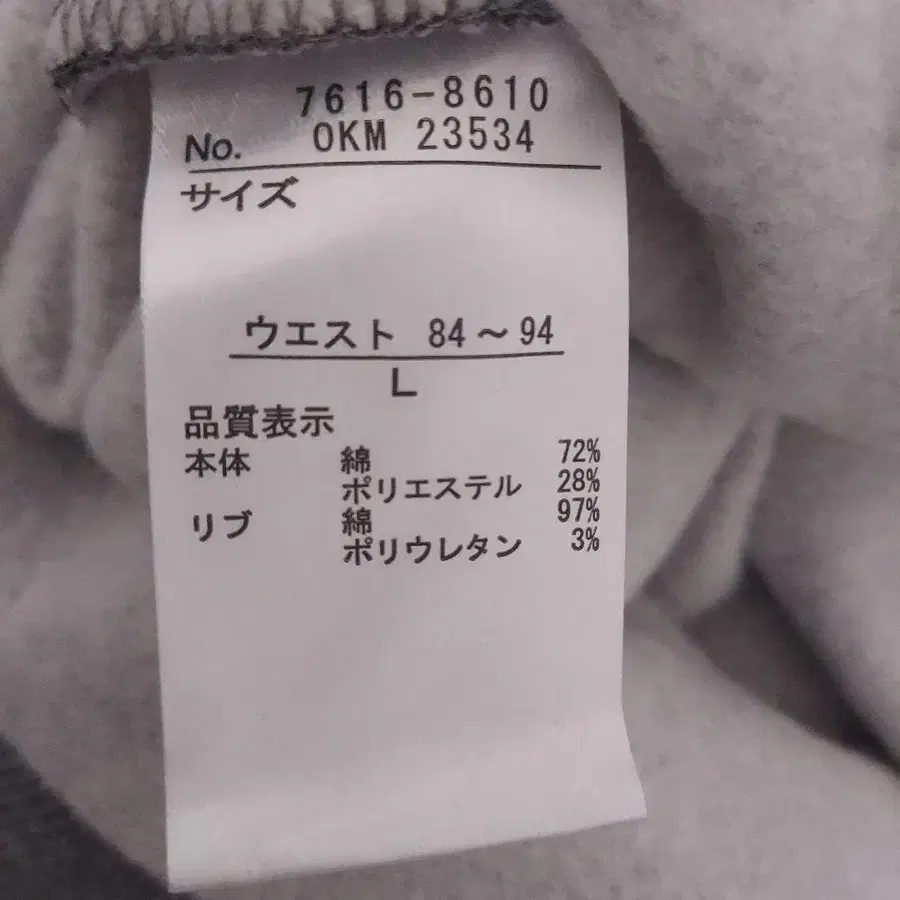 7616-8610
No. OKM 23534
サイズ
ウエスト 84～94
L
品質表示
本体 綿 72%
ポリエステル 28%
リブ 綿 97%
ポリウレタン 3%